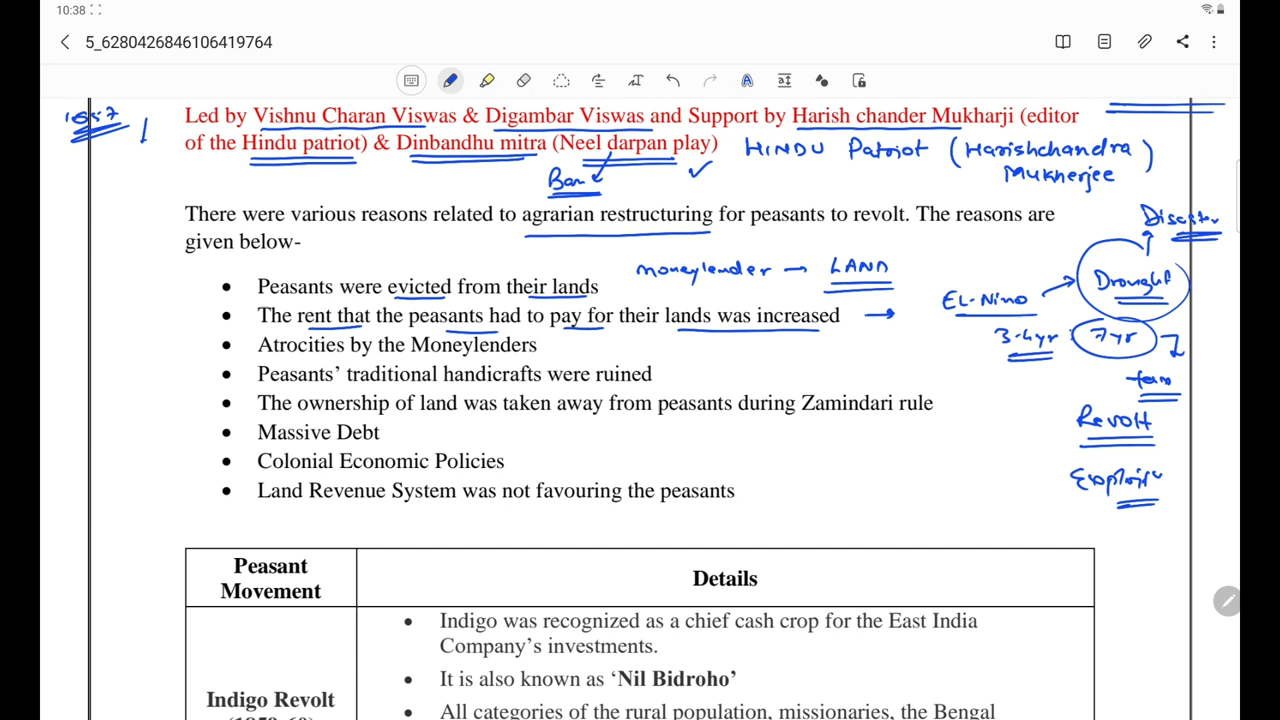 10:38
5_6280426846106419764
1857
Led by Vishnu Charan Viswas & Digambar Viswas and Support by Harish chander Mukharji (editor
of the Hindu patriot) & Dinbandhu mitra (Neel darpan play) HINDU Patriot (Harishchandra
Mukherjee)
Ban
There were various reasons related to agrarian restructuring for peasants to revolt. The reasons are
given below-
Disaster
moneylender → LAND
• Peasants were evicted from their lands
EL-Nino → Drought
• The rent that the peasants had to pay for their lands was increased →
3-4yr 7yr
• Atrocities by the Moneylenders
• Peasants’ traditional handicrafts were ruined
• The ownership of land was taken away from peasants during Zamindari rule
Revolt
• Massive Debt
• Colonial Economic Policies
• Land Revenue System was not favouring the peasants
Peasant
Movement
Details
• Indigo was recognized as a chief cash crop for the East India
Company’s investments.
• It is also known as ‘Nil Bidroho’
Indigo Revolt
(1859-60)
• All categories of the rural population, missionaries, the Bengal